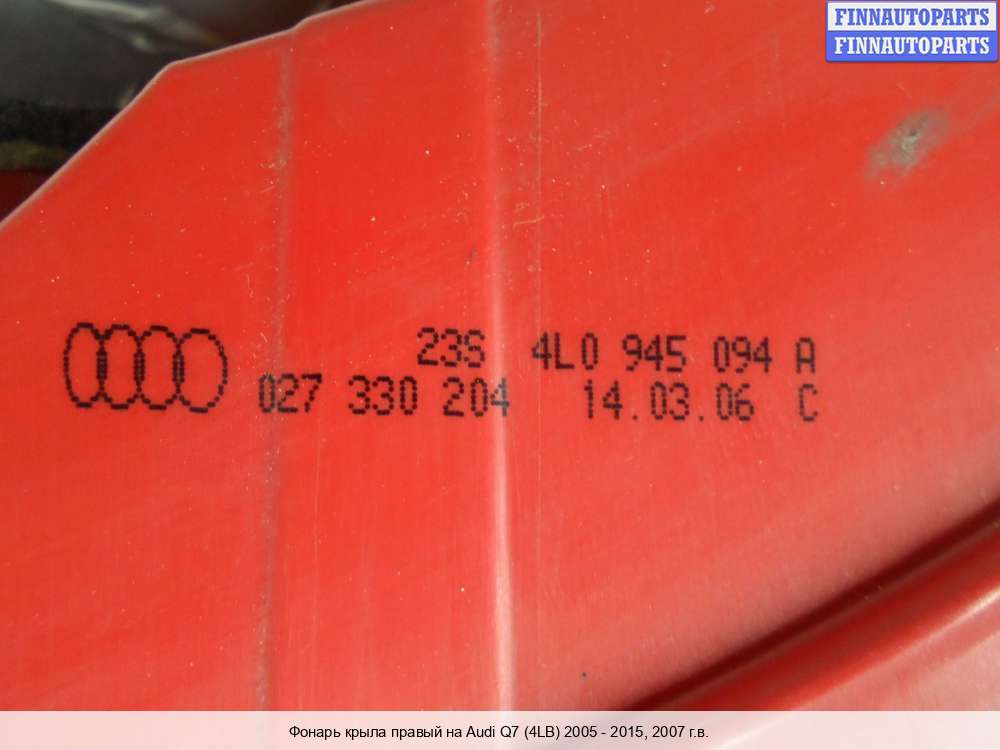 FINNAUTOPARTS
FINNAUTOPARTS
23S 4L0 945 094 A
027 330 204 14.03.06 C
Фонарь крыла правый на Audi Q7 (4LB) 2005 - 2015, 2007 г.в.